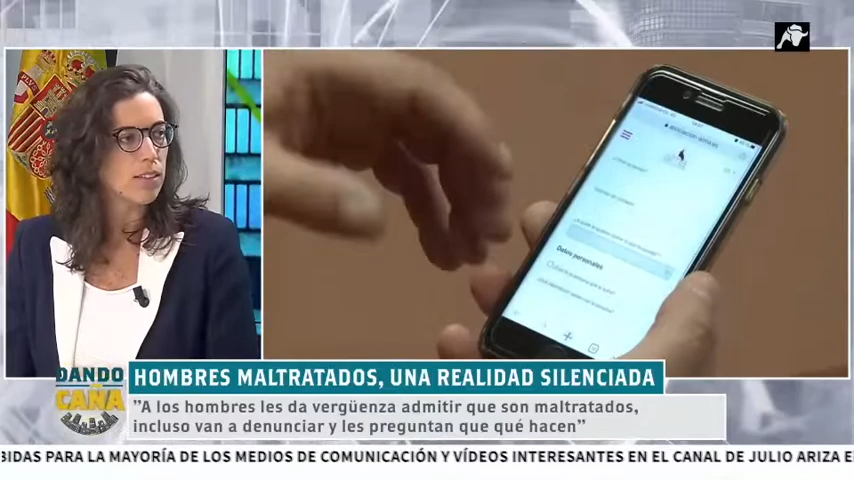 Datos personales
DANDO
CAÑA
HOMBRES MALTRATADOS, UNA REALIDAD SILENCIADA
"A los hombres les da vergüenza admitir que son maltratados,
incluso van a denunciar y les preguntan que qué hacen"
BIDAS PARA LA MAYORÍA DE LOS MEDIOS DE COMUNICACIÓN Y VÍDEOS INTERESANTES EN EL CANAL DE JULIO ARIZA E